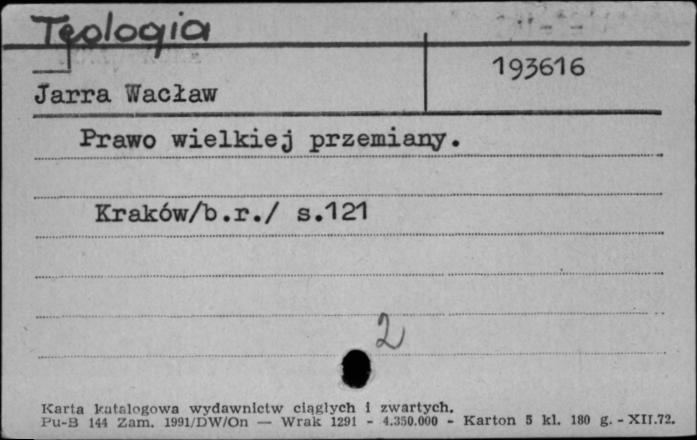 Teologia
193616
Jarra Wacław
Prawo wielkiej przemiany.
Kraków/b.r./ s.121
2
Karta katalogowa wydawnictw ciągłych i zwartych.
Pu-B 144 Zam. 1991/DW/On — Wrak 1291 - 4.350.000 - Karton 5 kl. 180 g. - XII.72.